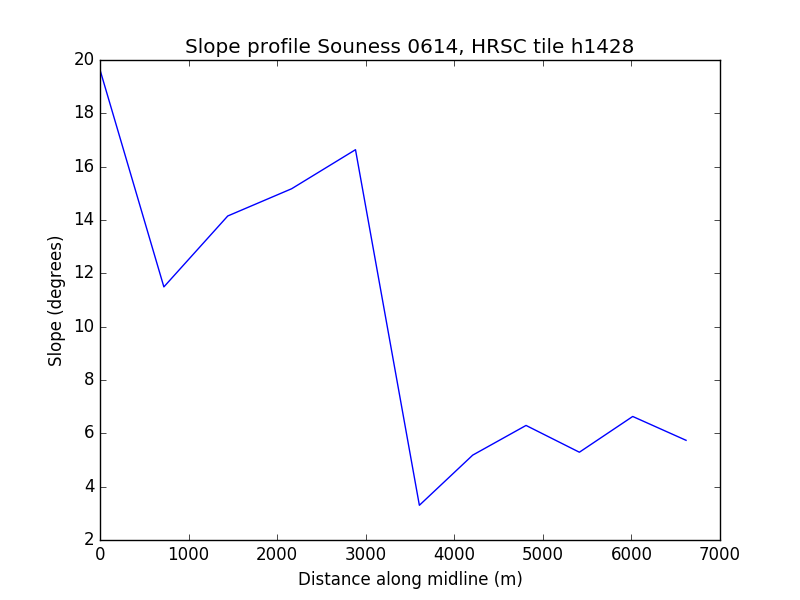 Slope profile Souness 0614, HRSC tile h1428
20
18
16
14
12
10
8
6
4
2
Slope (degrees)
0 1000 2000 3000 4000 5000 6000 7000
Distance along midline (m)